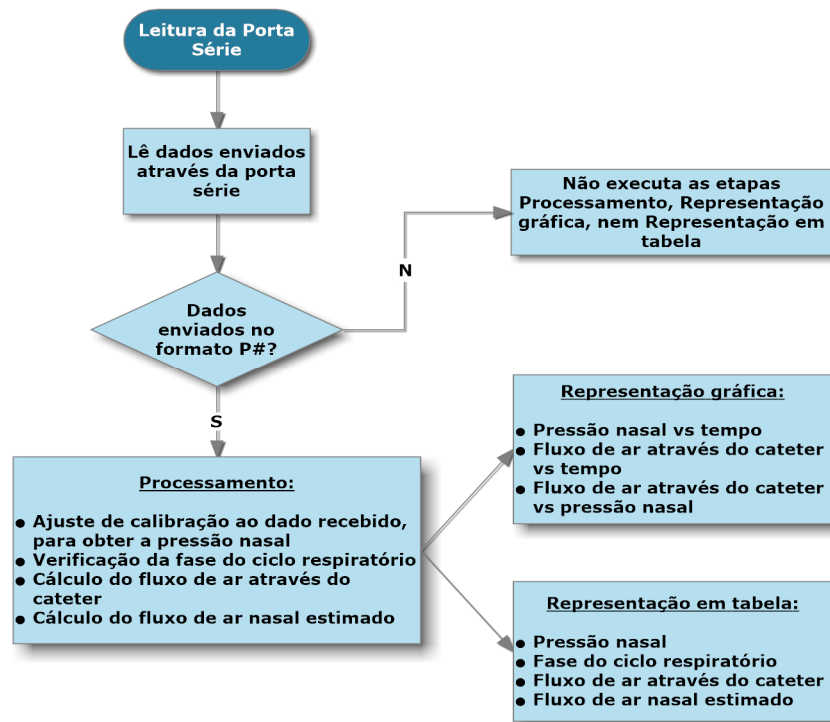 Leitura da Porta
Série
Lê dados enviados
através da porta
série
Não executa as etapas
Processamento, Representação
gráfica, nem Representação em
tabela
N
Dados
enviados no
formato P#?
S
Processamento:
● Ajuste de calibração ao dado recebido,
para obter a pressão nasal
● Verificação da fase do ciclo respiratório
● Cálculo do fluxo de ar através do
cateter
● Cálculo do fluxo de ar nasal estimado
Representação gráfica:
● Pressão nasal vs tempo
● Fluxo de ar através do cateter
vs tempo
● Fluxo de ar através do cateter
vs pressão nasal
Representação em tabela:
● Pressão nasal
● Fase do ciclo respiratório
● Fluxo de ar através do cateter
● Fluxo de ar nasal estimado